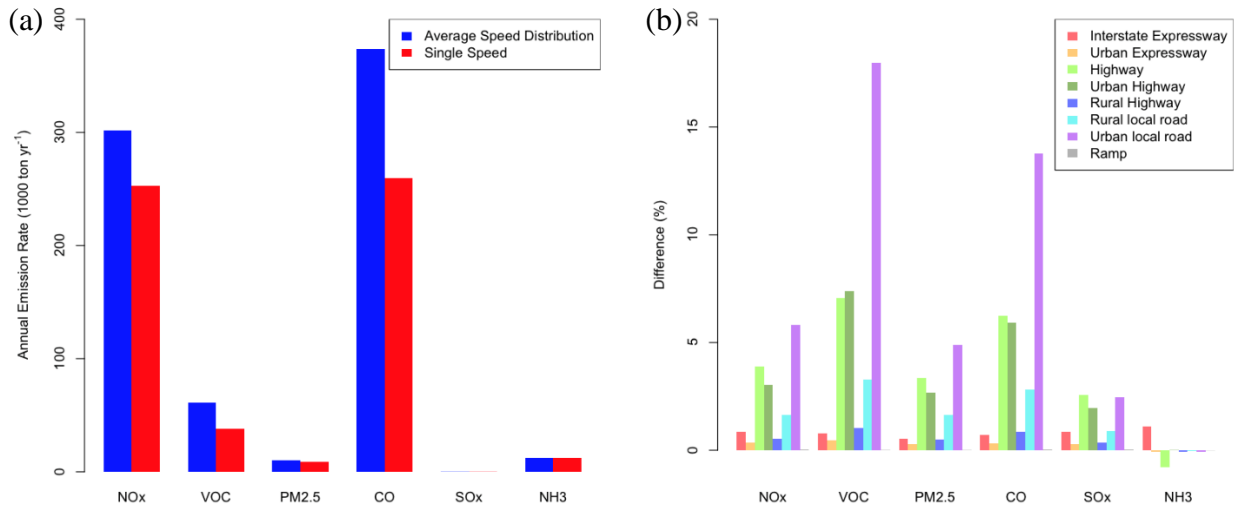 (a)
Annual Emission Rate (1000 ton yr⁻¹)
400
300
200
100
0
Average Speed Distribution
Single Speed
NOx VOC PM2.5 CO SOx NH3
(b)
Difference (%)
20
15
10
5
0
Interstate Expressway
Urban Expressway
Highway
Urban Highway
Rural Highway
Rural local road
Urban local road
Ramp
NOx VOC PM2.5 CO SOx NH3